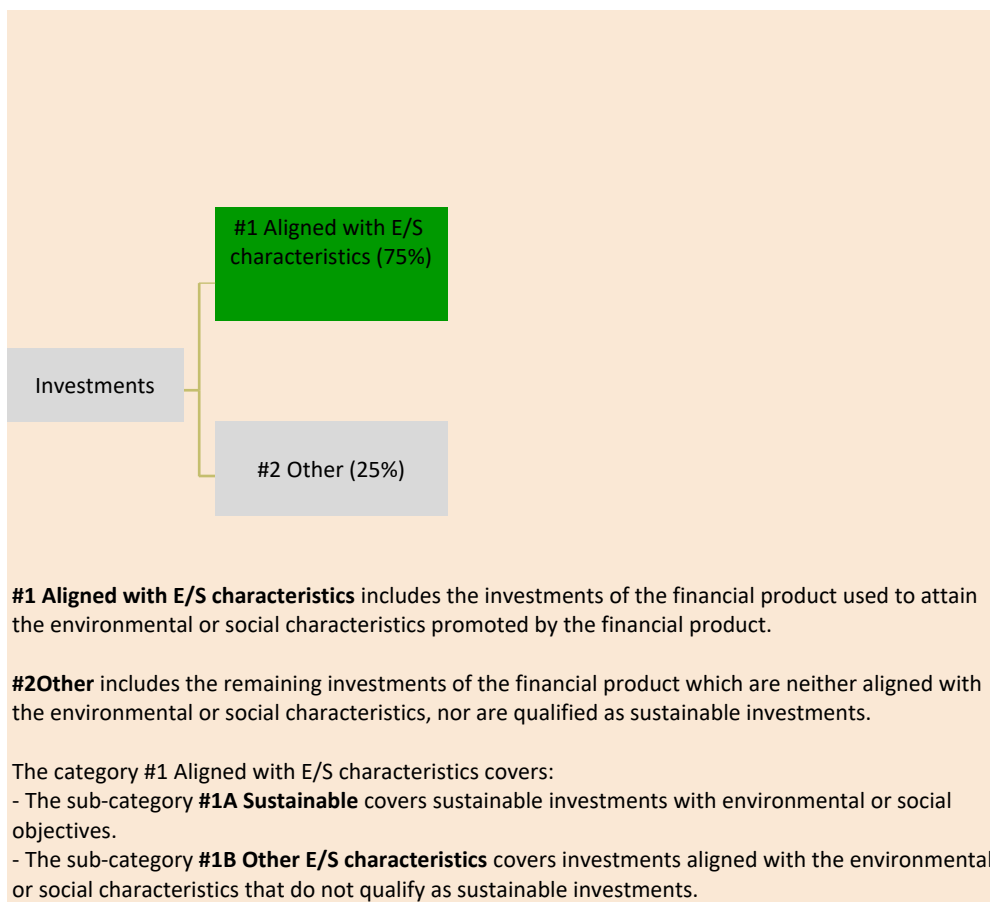 #1 Aligned with E/S
characteristics (75%)
Investments
#2 Other (25%)
#1 Aligned with E/S characteristics includes the investments of the financial product used to attain
the environmental or social characteristics promoted by the financial product.
#2Other includes the remaining investments of the financial product which are neither aligned with
the environmental or social characteristics, nor are qualified as sustainable investments.
The category #1 Aligned with E/S characteristics covers:
- The sub-category #1A Sustainable covers sustainable investments with environmental or social
objectives.
- The sub-category #1B Other E/S characteristics covers investments aligned with the environmental
or social characteristics that do not qualify as sustainable investments.